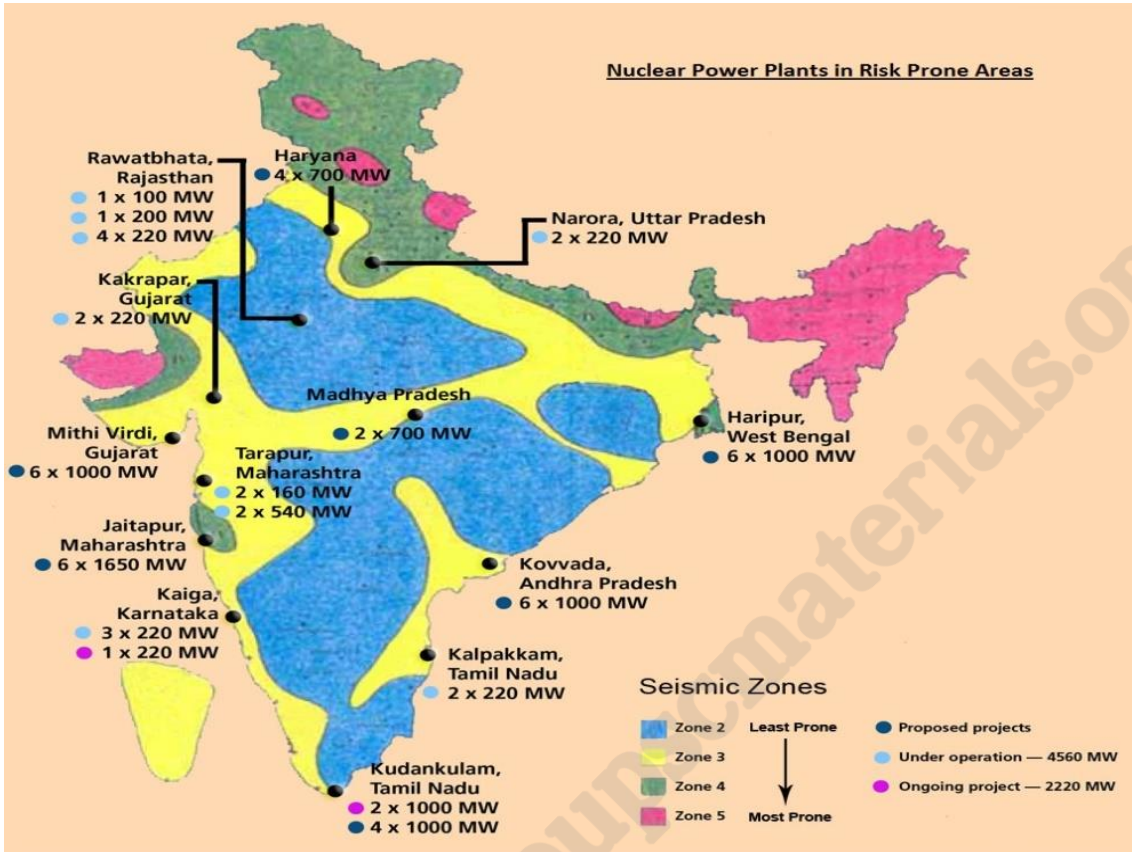 Nuclear Power Plants in Risk Prone Areas
Rawatbhata,
Rajasthan
1 x 100 MW
1 x 200 MW
4 x 220 MW
Haryana
4 x 700 MW
Narora, Uttar Pradesh
2 x 220 MW
Kakrapar,
Gujarat
2 x 220 MW
Madhya Pradesh
2 x 700 MW
Mithi Virdi,
Gujarat
6 x 1000 MW
Tarapur,
Maharashtra
2 x 160 MW
2 x 540 MW
Haripur,
West Bengal
6 x 1000 MW
Jaitapur,
Maharashtra
6 x 1650 MW
Kovvada,
Andhra Pradesh
6 x 1000 MW
Kaiga,
Karnataka
3 x 220 MW
1 x 220 MW
Kalpakkam,
Tamil Nadu
2 x 220 MW
Kudankulam,
Tamil Nadu
2 x 1000 MW
4 x 1000 MW
Seismic Zones
Zone 2
Zone 3
Zone 4
Zone 5
Least Prone
Most Prone
Proposed projects
Under operation — 4560 MW
Ongoing project — 2220 MW
upscmaterials.or